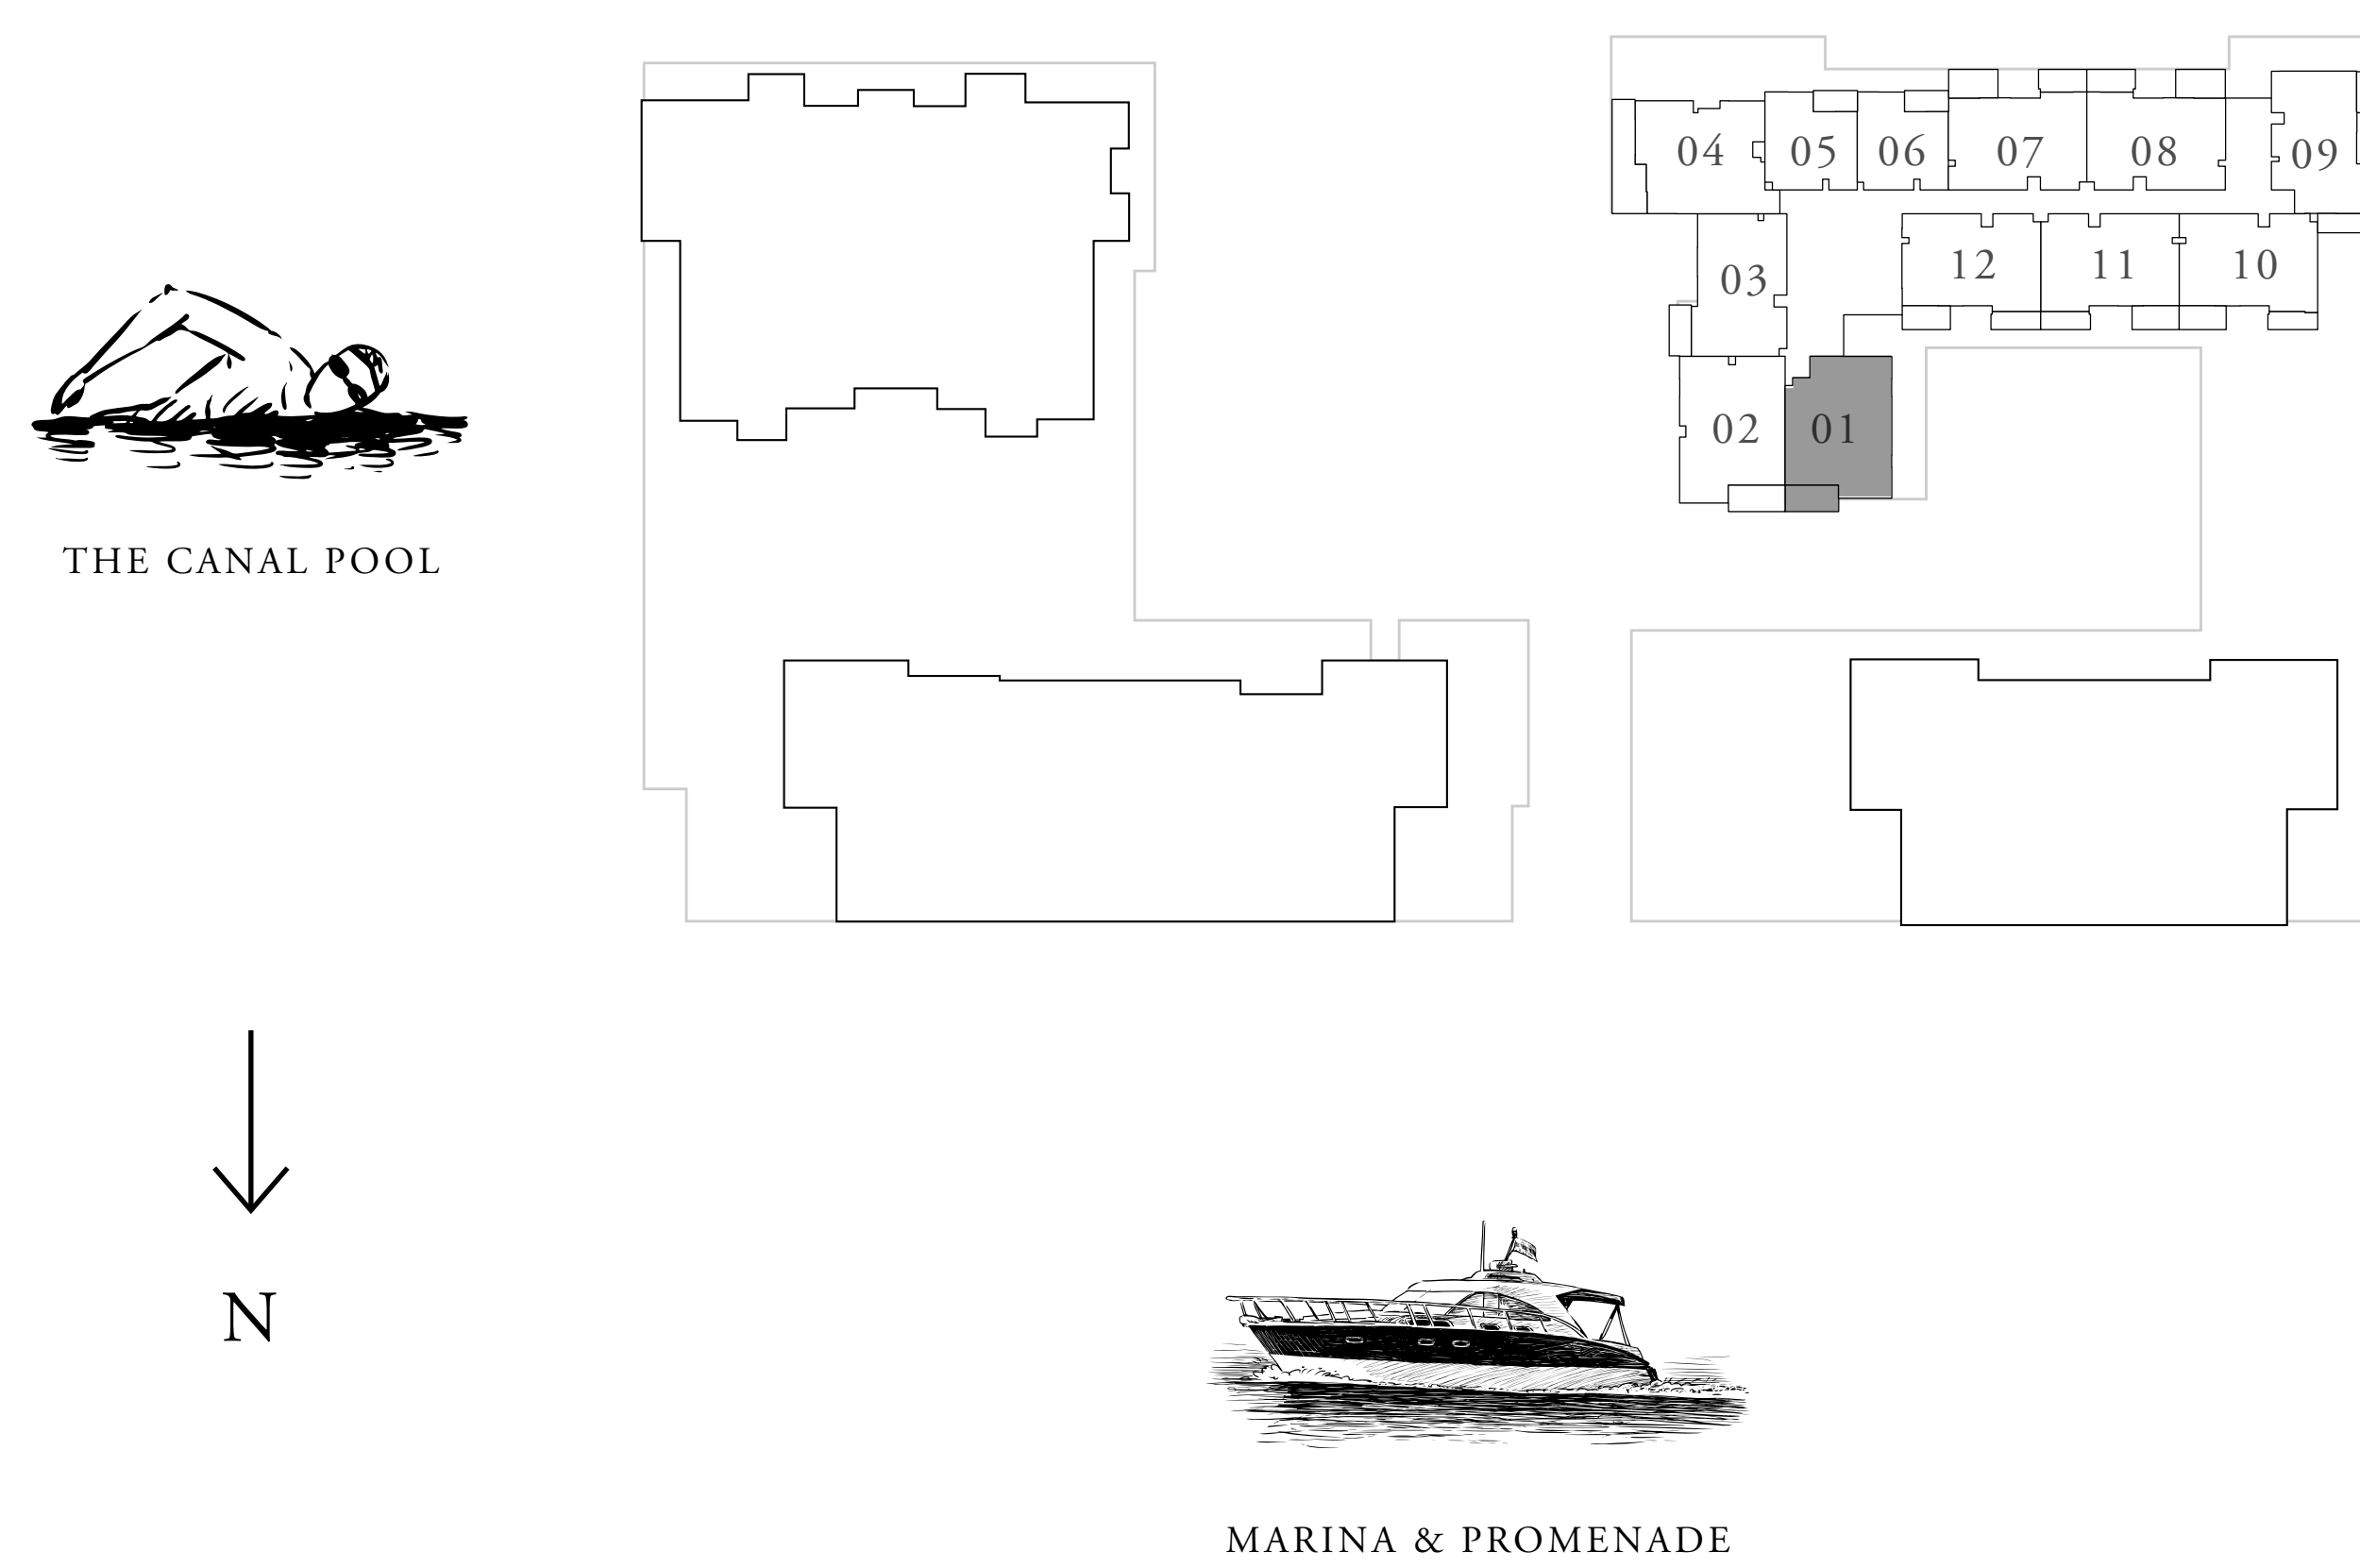 04 05 06 07 08 09
03 12 11 10
02 01
THE CANAL POOL
N
MARINA & PROMENADE